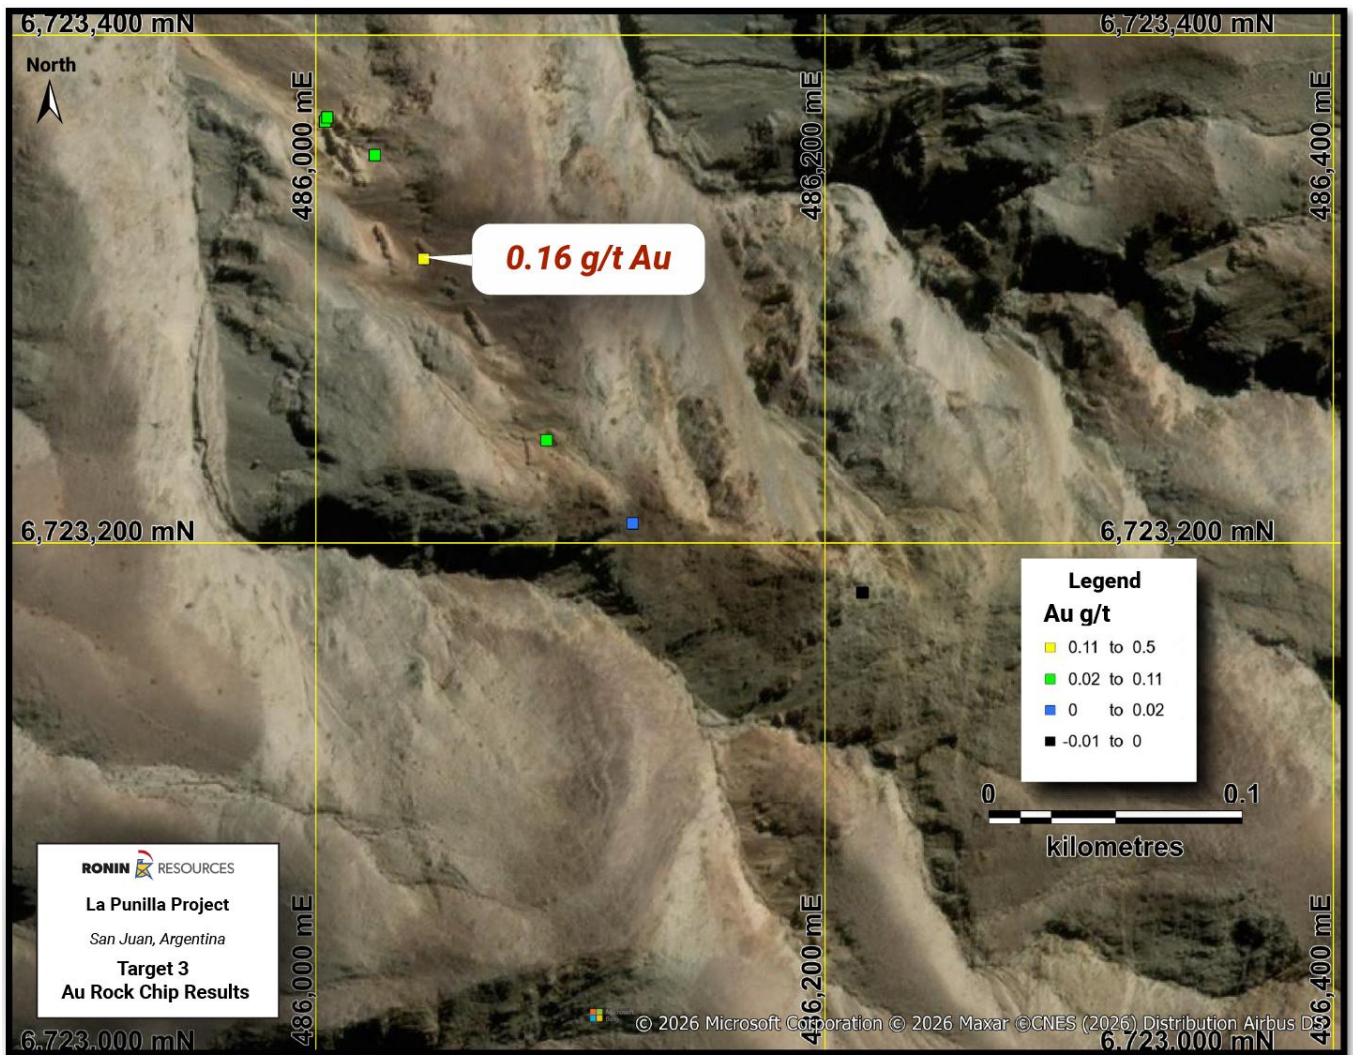 6,723,400 mN
6,723,400 mN
North
486,000 mE
486,200 mE
486,400 mE
0.16 g/t Au
6,723,200 mN
6,723,200 mN
Legend
Au g/t
0.11 to 0.5
0.02 to 0.11
0 to 0.02
-0.01 to 0
0 0.1
kilometres
RONIN RESOURCES
La Punilla Project
San Juan, Argentina
Target 3
Au Rock Chip Results
486,000 mE
486,200 mE
486,400 mE
© 2026 Microsoft Corporation © 2026 Maxar ©CNES (2026) Distribution Airbus DS
6,723,000 mN
6,723,000 mN